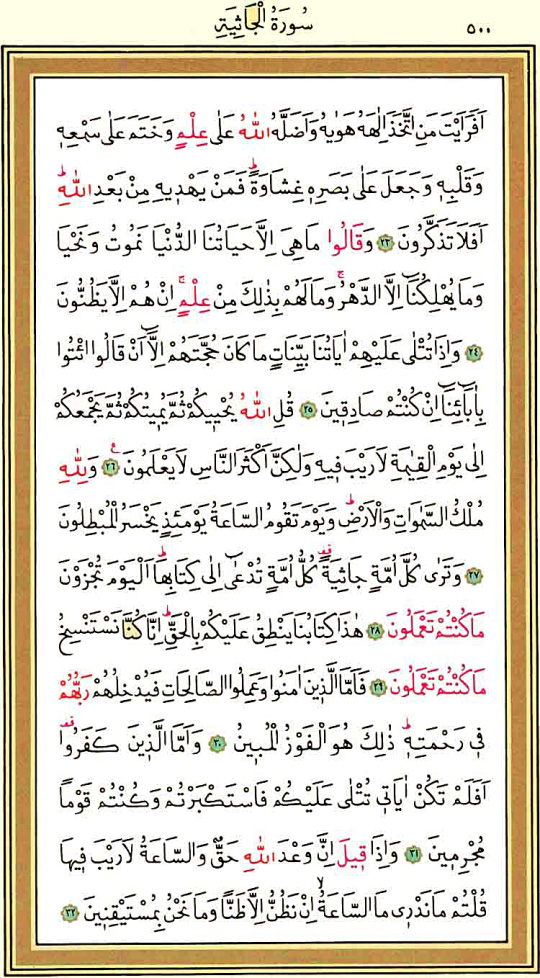 سُورَةُ الْجَاثِيَةِ ٥٠٠
اَفَرَاَيْتَ مَنِ اتَّخَذَ اِلٰهَهُ هَوٰيهُ وَاَضَلَّهُ اللّٰهُ عَلٰى عِلْمٍ وَخَتَمَ عَلٰى سَمْعِهٖ
وَقَلْبِهٖ وَجَعَلَ عَلٰى بَصَرِهٖ غِشَاوَةًۜ فَمَنْ يَهْدٖيهِ مِنْ بَعْدِ اللّٰهِۜ
اَفَلَا تَذَكَّرُونَ ﴿٢٣﴾ وَقَالُوا مَا هِيَ اِلَّا حَيَاتُنَا الدُّنْيَا نَمُوتُ وَنَحْيَا
وَمَا يُهْلِكُنَٓا اِلَّا الدَّهْرُۚ وَمَا لَهُمْ بِذٰلِكَ مِنْ عِلْمٍۚ اِنْ هُمْ اِلَّا يَظُنُّونَ
﴿٢٤﴾ وَاِذَا تُتْلٰى عَلَيْهِمْ اٰيَاتُنَا بَيِّنَاتٍ مَا كَانَ حُجَّتَهُمْ اِلَّٓا اَنْ قَالُوا ائْتُوا
بِاٰبَٓائِنَٓا اِنْ كُنْتُمْ صَادِقٖينَ ﴿٢٥﴾ قُلِ اللّٰهُ يُحْيٖيكُمْ ثُمَّ يُمٖيتُكُمْ ثُمَّ يَجْمَعُكُمْ
اِلٰى يَوْمِ الْقِيٰمَةِ لَا رَيْبَ فٖيهِ وَلٰكِنَّ اَكْثَرَ النَّاسِ لَا يَعْلَمُونَ ﴿٢٦﴾ ع وَلِلّٰهِ
مُلْكُ السَّمٰوَاتِ وَالْاَرْضِۜ وَيَوْمَ تَقُومُ السَّاعَةُ يَوْمَئِذٍ يَخْسَرُ الْمُبْطِلُونَ
﴿٢٧﴾ وَتَرٰى كُلَّ اُمَّةٍ جَاثِيَةً۠ كُلُّ اُمَّةٍ تُدْعٰٓى اِلٰى كِتَابِهَاۜ اَلْيَوْمَ تُجْزَوْنَ
مَا كُنْتُمْ تَعْمَلُونَ ﴿٢٨﴾ هٰذَا كِتَابُنَا يَنْطِقُ عَلَيْكُمْ بِالْحَقِّۜ اِنَّا كُنَّا نَسْتَنْسِخُ
مَا كُنْتُمْ تَعْمَلُونَ ﴿٢٩﴾ فَاَمَّا الَّذٖينَ اٰمَنُوا وَعَمِلُوا الصَّالِحَاتِ فَيُدْخِلُهُمْ رَبُّهُمْ
فٖي رَحْمَتِهٖۜ ذٰلِكَ هُوَ الْفَوْزُ الْمُبٖينُ ﴿٣٠﴾ وَاَمَّا الَّذٖينَ كَفَرُوا۠
اَفَلَمْ تَكُنْ اٰيَاتٖي تُتْلٰى عَلَيْكُمْ فَاسْتَكْبَرْتُمْ وَكُنْتُمْ قَوْمًا
مُجْرِمٖينَ ﴿٣١﴾ وَاِذَا قٖيلَ اِنَّ وَعْدَ اللّٰهِ حَقٌّ وَالسَّاعَةُ لَا رَيْبَ فٖيهَا
قُلْتُمْ مَا نَدْرٖي مَا السَّاعَةُۙ اِنْ نَظُنُّ اِلَّا ظَنًّا وَمَا نَحْنُ بِمُسْتَيْقِنٖينَ ﴿٣٢﴾